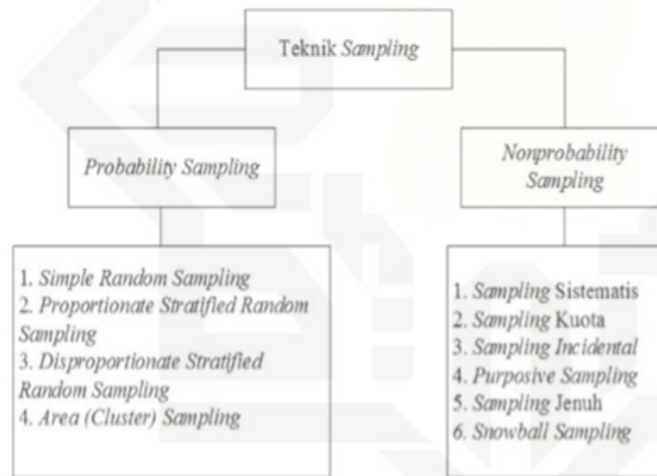 Teknik Sampling
Probability Sampling
Nonprobability
Sampling
1. Simple Random Sampling
2. Proportionate Stratified Random
Sampling
3. Disproportionate Stratified
Random Sampling
4. Area (Cluster) Sampling
1. Sampling Sistematis
2. Sampling Kuota
3. Sampling Incidental
4. Purposive Sampling
5. Sampling Jenuh
6. Snowball Sampling